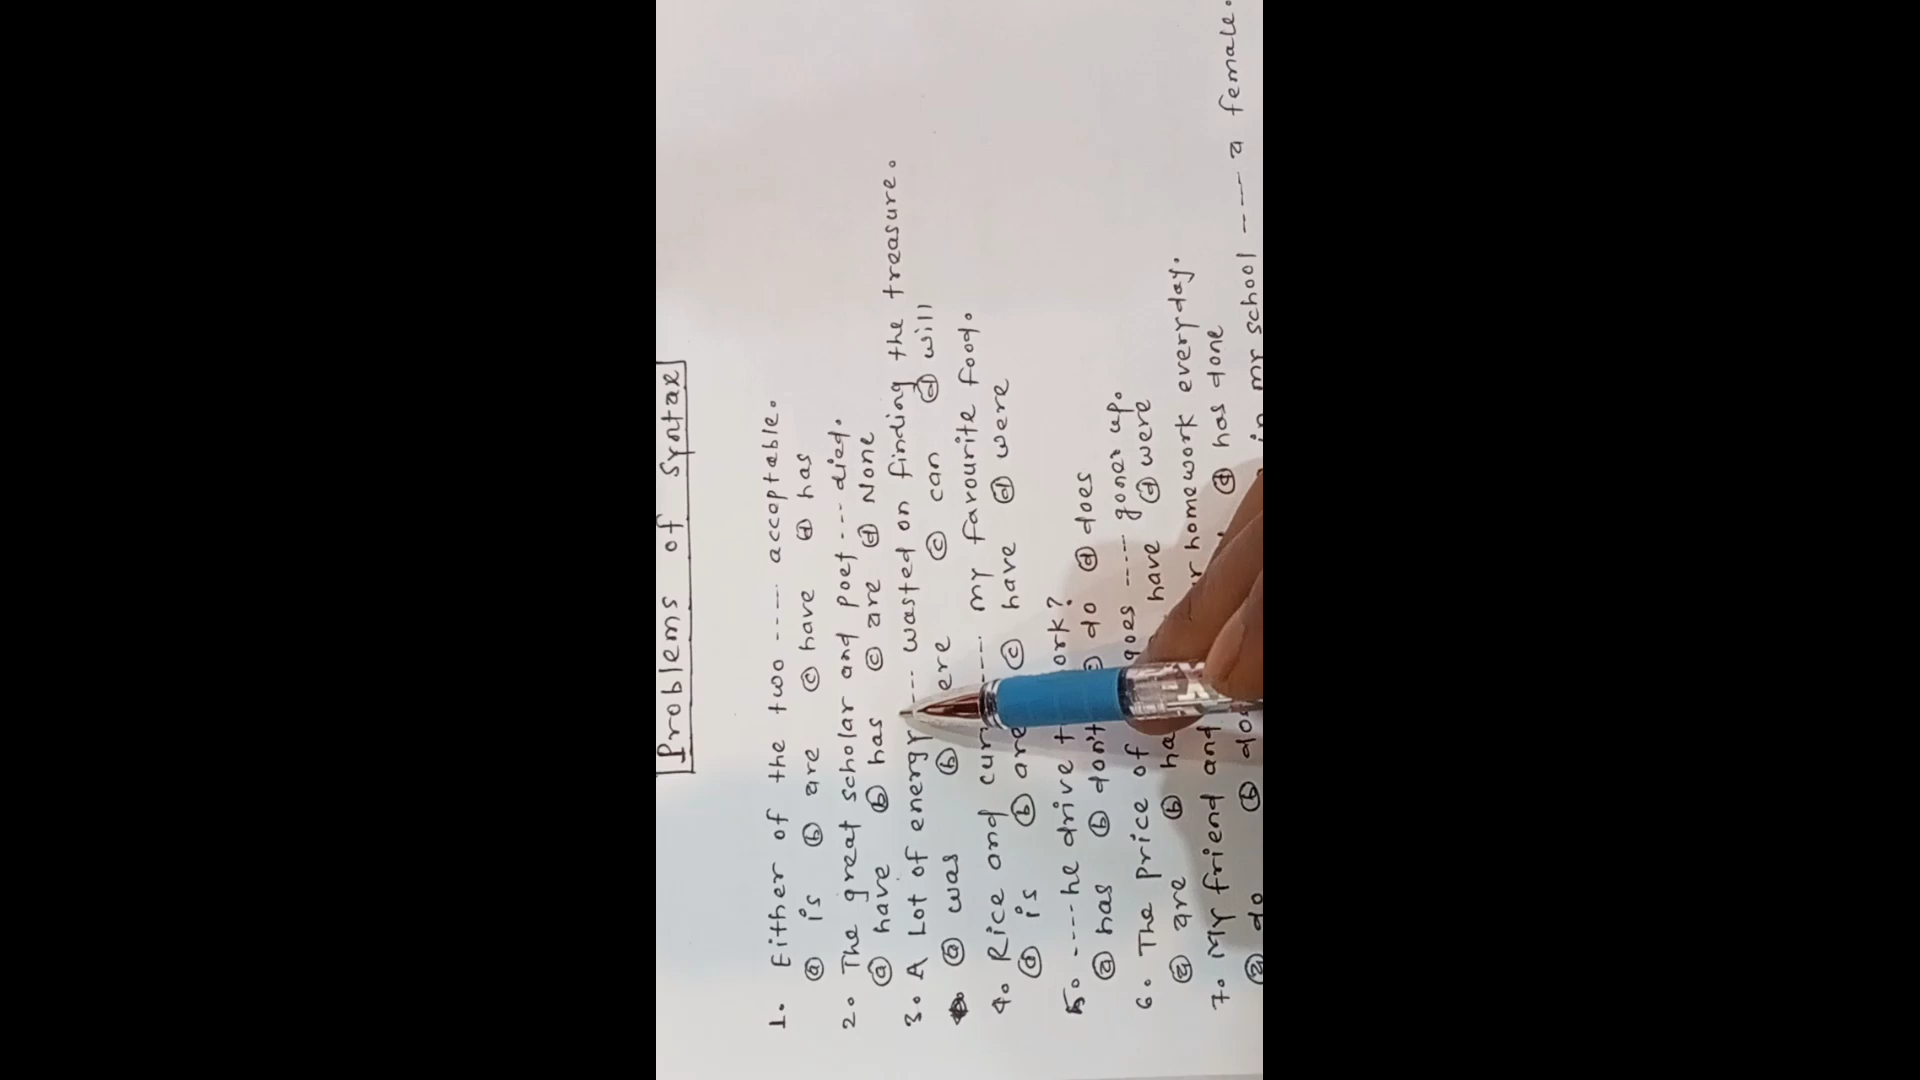 Problems of Syntax
1. Either of the two ----- accoptable.
ⓐ is ⓑ are ⓒ have ⓓ has
2. The great scholar and poet --- died.
ⓐ have ⓑ has ⓒ are ⓓ None
3. A Lot of energy --- wasted on finding the treasure.
ⓐ was ⓑ ere ⓒ can ⓓ will
4. Rice and ---- my favourite food.
ⓐ is ⓑ are ⓒ have ⓓ were
5. ----he drive ork?
ⓐ has ⓑ don't ⓒ do ⓓ does
6. The price of goes ---- gone up.
ⓐ are ⓑ have ⓓ were
7. My friend and homework everyday.
ⓐ do ⓑ ⓓ has done
in my school ---- a female.